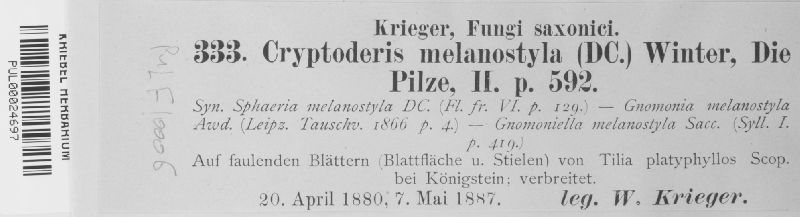 Krieger, Fungi saxonici.
333. Cryptoderis melanostyla (DC.) Winter, Die
Pilze, II. p. 592.
Syn. Sphaeria melanostyla DC. (Fl. fr. VI. p. 129.) — Gnomonia melanostyla
Awd. (Leipz. Tauschv. 1866 p. 4.) — Gnomoniella melanostyla Sacc. (Syll. I.
p. 419.)
Auf faulenden Blättern (Blattfläche u. Stielen) von Tilia platyphyllos Scop.
bei Königstein; verbreitet.
20. April 1880, 7. Mai 1887. leg. W. Krieger.
KRIEBEL HERBARIUM
PUL00024697